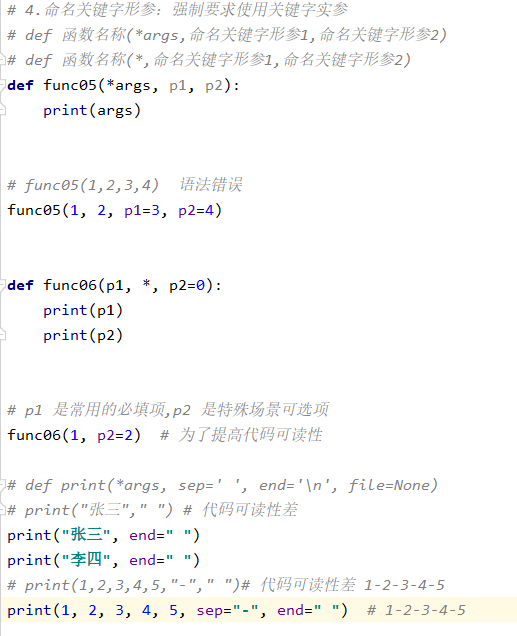 # 4.命名关键字形参：强制要求使用关键字实参
# def 函数名称(*args,命名关键字形参1,命名关键字形参2)
# def 函数名称(*,命名关键字形参1,命名关键字形参2)
def func05(*args, p1, p2):
    print(args)
# func05(1,2,3,4)  语法错误
func05(1, 2, p1=3, p2=4)
def func06(p1, *, p2=0):
    print(p1)
    print(p2)
# p1 是常用的必填项,p2 是特殊场景可选项
func06(1, p2=2)  # 为了提高代码可读性
# def print(*args, sep=' ', end='\n', file=None)
# print("张三"," ") # 代码可读性差
print("张三", end=" ")
print("李四", end=" ")
# print(1,2,3,4,5,"-"," ")# 代码可读性差 1-2-3-4-5
print(1, 2, 3, 4, 5, sep="-", end=" ")  # 1-2-3-4-5